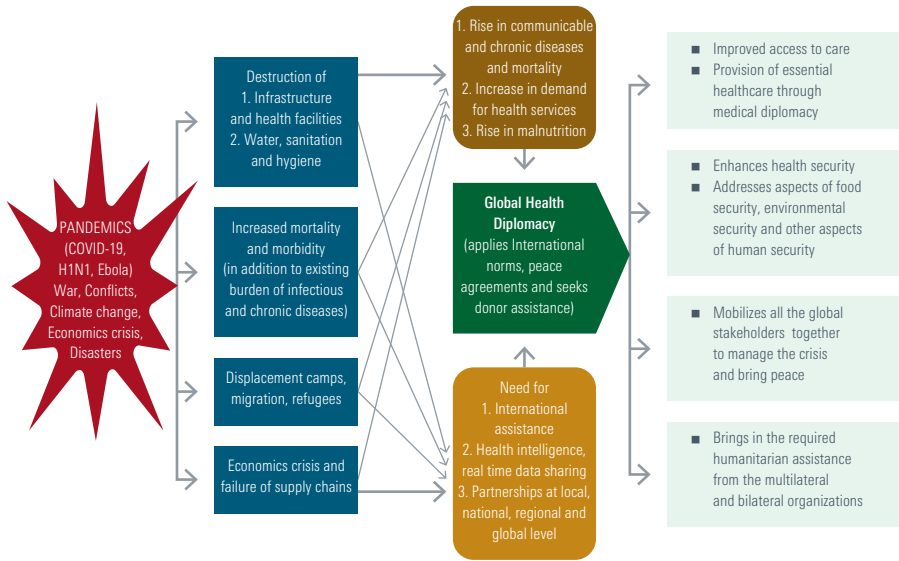 PANDEMICS
(COVID-19,
H1N1, Ebola)
War, Conflicts,
Climate change,
Economics crisis,
Disasters
Destruction of
1. Infrastructure
and health facilities
2. Water, sanitation
and hygiene
Increased mortality
and morbidity
(in addition to existing
burden of infectious
and chronic diseases)
Displacement camps,
migration, refugees
Economics crisis and
failure of supply chains
1. Rise in communicable
and chronic diseases
and mortality
2. Increase in demand
for health services
3. Rise in malnutrition
Global Health
Diplomacy
(applies International
norms, peace
agreements and seeks
donor assistance)
Need for
1. International
assistance
2. Health intelligence,
real time data sharing
3. Partnerships at local,
national, regional and
global level
■ Improved access to care
■ Provision of essential
healthcare through
medical diplomacy
■ Enhances health security
■ Addresses aspects of food
security, environmental
security and other aspects
of human security
■ Mobilizes all the global
stakeholders together
to manage the crisis
and bring peace
■ Brings in the required
humanitarian assistance
from the multilateral
and bilateral organizations